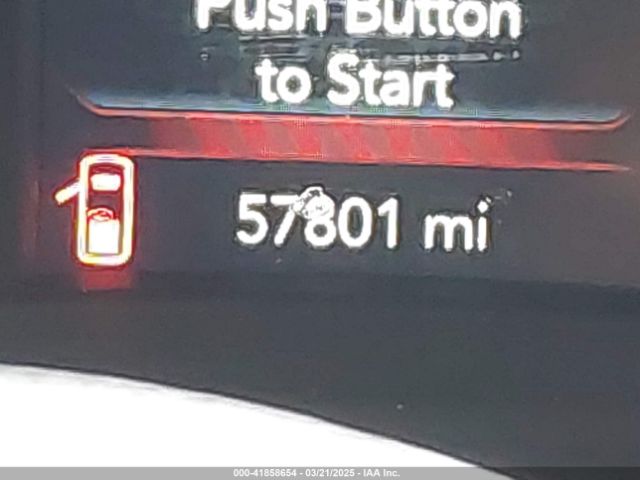 Push Button
to Start
57801 mi
000-41858654 - 03/21/2025 - IAA Inc.